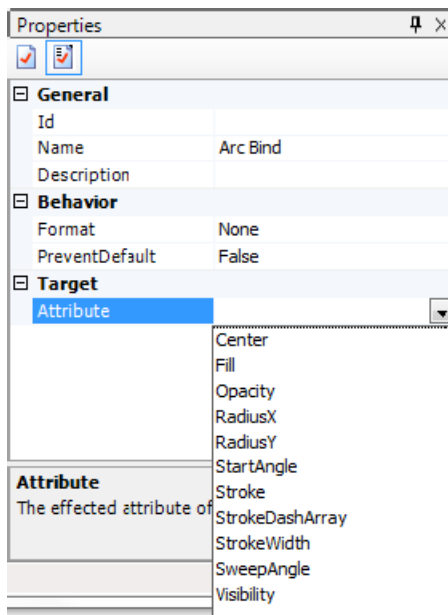 Properties
General
Id
Name Arc Bind
Description
Behavior
Format None
PreventDefault False
Target
Attribute
Center
Fill
Opacity
RadiusX
RadiusY
StartAngle
Stroke
StrokeDashArray
StrokeWidth
SweepAngle
Visibility
Attribute
The effected attribute of